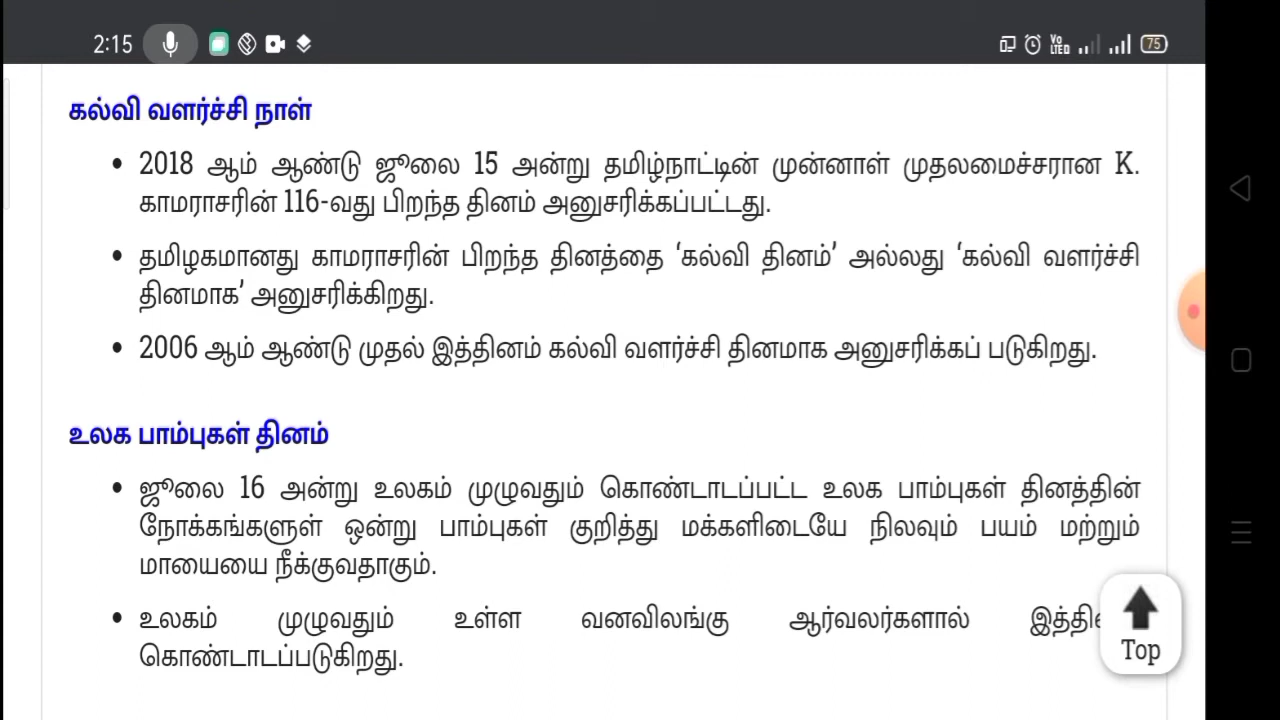 2:15
Vo LTED
75
கல்வி வளர்ச்சி நாள்
• 2018 ஆம் ஆண்டு ஜூலை 15 அன்று தமிழ்நாட்டின் முன்னாள் முதலமைச்சரான K.
காமராசரின் 116-வது பிறந்த தினம் அனுசரிக்கப்பட்டது.
• தமிழகமானது காமராசரின் பிறந்த தினத்தை ‘கல்வி தினம்’ அல்லது ‘கல்வி வளர்ச்சி
தினமாக’ அனுசரிக்கிறது.
• 2006 ஆம் ஆண்டு முதல் இத்தினம் கல்வி வளர்ச்சி தினமாக அனுசரிக்கப் படுகிறது.
உலக பாம்புகள் தினம்
• ஜூலை 16 அன்று உலகம் முழுவதும் கொண்டாடப்பட்ட உலக பாம்புகள் தினத்தின்
நோக்கங்களுள் ஒன்று பாம்புகள் குறித்து மக்களிடையே நிலவும் பயம் மற்றும்
மாயையை நீக்குவதாகும்.
• உலகம் முழுவதும் உள்ள வனவிலங்கு ஆர்வலர்களால்
கொண்டாடப்படுகிறது.
Top